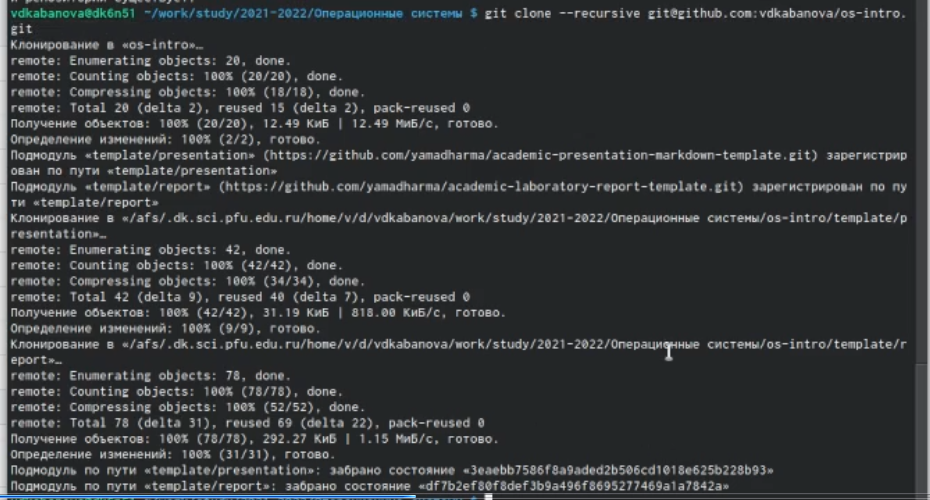 vdkabanova@dk6n51 ~/work/study/2021-2022/Операционные системы $ git clone --recursive git@github.com:vdkabanova/os-intro.
git
Клонирование в «os-intro»…
remote: Enumerating objects: 20, done.
remote: Counting objects: 100% (20/20), done.
remote: Compressing objects: 100% (18/18), done.
remote: Total 20 (delta 2), reused 15 (delta 2), pack-reused 0
Получение объектов: 100% (20/20), 12.49 КиБ | 12.49 МиБ/с, готово.
Определение изменений: 100% (2/2), готово.
Подмодуль «template/presentation» (https://github.com/yamadharma/academic-presentation-markdown-template.git) зарегистрир
ован по пути «template/presentation»
Подмодуль «template/report» (https://github.com/yamadharma/academic-laboratory-report-template.git) зарегистрирован по пу
ти «template/report»
Клонирование в «/afs/.dk.sci.pfu.edu.ru/home/v/d/vdkabanova/work/study/2021-2022/Операционные системы/os-intro/template/p
resentation»…
remote: Enumerating objects: 42, done.
remote: Counting objects: 100% (42/42), done.
remote: Compressing objects: 100% (34/34), done.
remote: Total 42 (delta 9), reused 40 (delta 7), pack-reused 0
Получение объектов: 100% (42/42), 31.19 КиБ | 818.00 КиБ/с, готово.
Определение изменений: 100% (9/9), готово.
Клонирование в «/afs/.dk.sci.pfu.edu.ru/home/v/d/vdkabanova/work/study/2021-2022/Операционные системы/os-intro/template/r
eport»…
remote: Enumerating objects: 78, done.
remote: Counting objects: 100% (78/78), done.
remote: Compressing objects: 100% (52/52), done.
remote: Total 78 (delta 31), reused 69 (delta 22), pack-reused 0
Получение объектов: 100% (78/78), 292.27 КиБ | 1.15 МиБ/с, готово.
Определение изменений: 100% (31/31), готово.
Подмодуль по пути «template/presentation»: забрано состояние «3eaebb7586f8a9aded2b506cd1018e625b228b93»
Подмодуль по пути «template/report»: забрано состояние «df7b2ef80f8def3b9a496f8695277469a1a7842a»